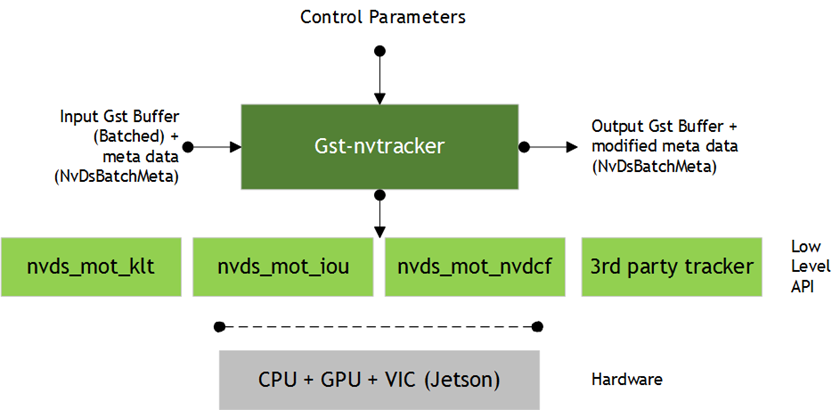 Control Parameters
Input Gst Buffer
(Batched) +
meta data
(NvDsBatchMeta)
Gst-nvtracker
Output Gst Buffer +
modified meta data
(NvDsBatchMeta)
nvds_mot_klt
nvds_mot_iou
nvds_mot_nvdcf
3rd party tracker
Low
Level
API
CPU + GPU + VIC (Jetson)
Hardware